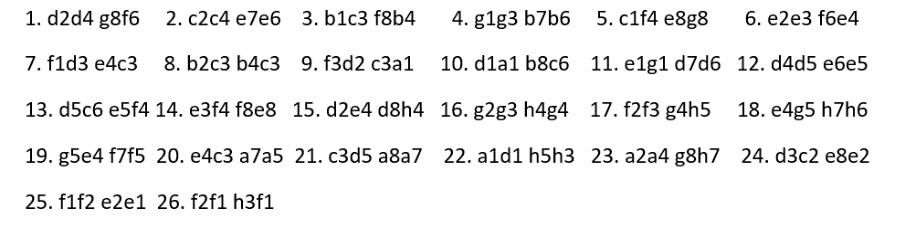 1. d2d4 g8f6 2. c2c4 e7e6 3. b1c3 f8b4 4. g1g3 b7b6 5. c1f4 e8g8 6. e2e3 f6e4
7. f1d3 e4c3 8. b2c3 b4c3 9. f3d2 c3a1 10. d1a1 b8c6 11. e1g1 d7d6 12. d4d5 e6e5
13. d5c6 e5f4 14. e3f4 f8e8 15. d2e4 d8h4 16. g2g3 h4g4 17. f2f3 g4h5 18. e4g5 h7h6
19. g5e4 f7f5 20. e4c3 a7a5 21. c3d5 a8a7 22. a1d1 h5h3 23. a2a4 g8h7 24. d3c2 e8e2
25. f1f2 e2e1 26. f2f1 h3f1